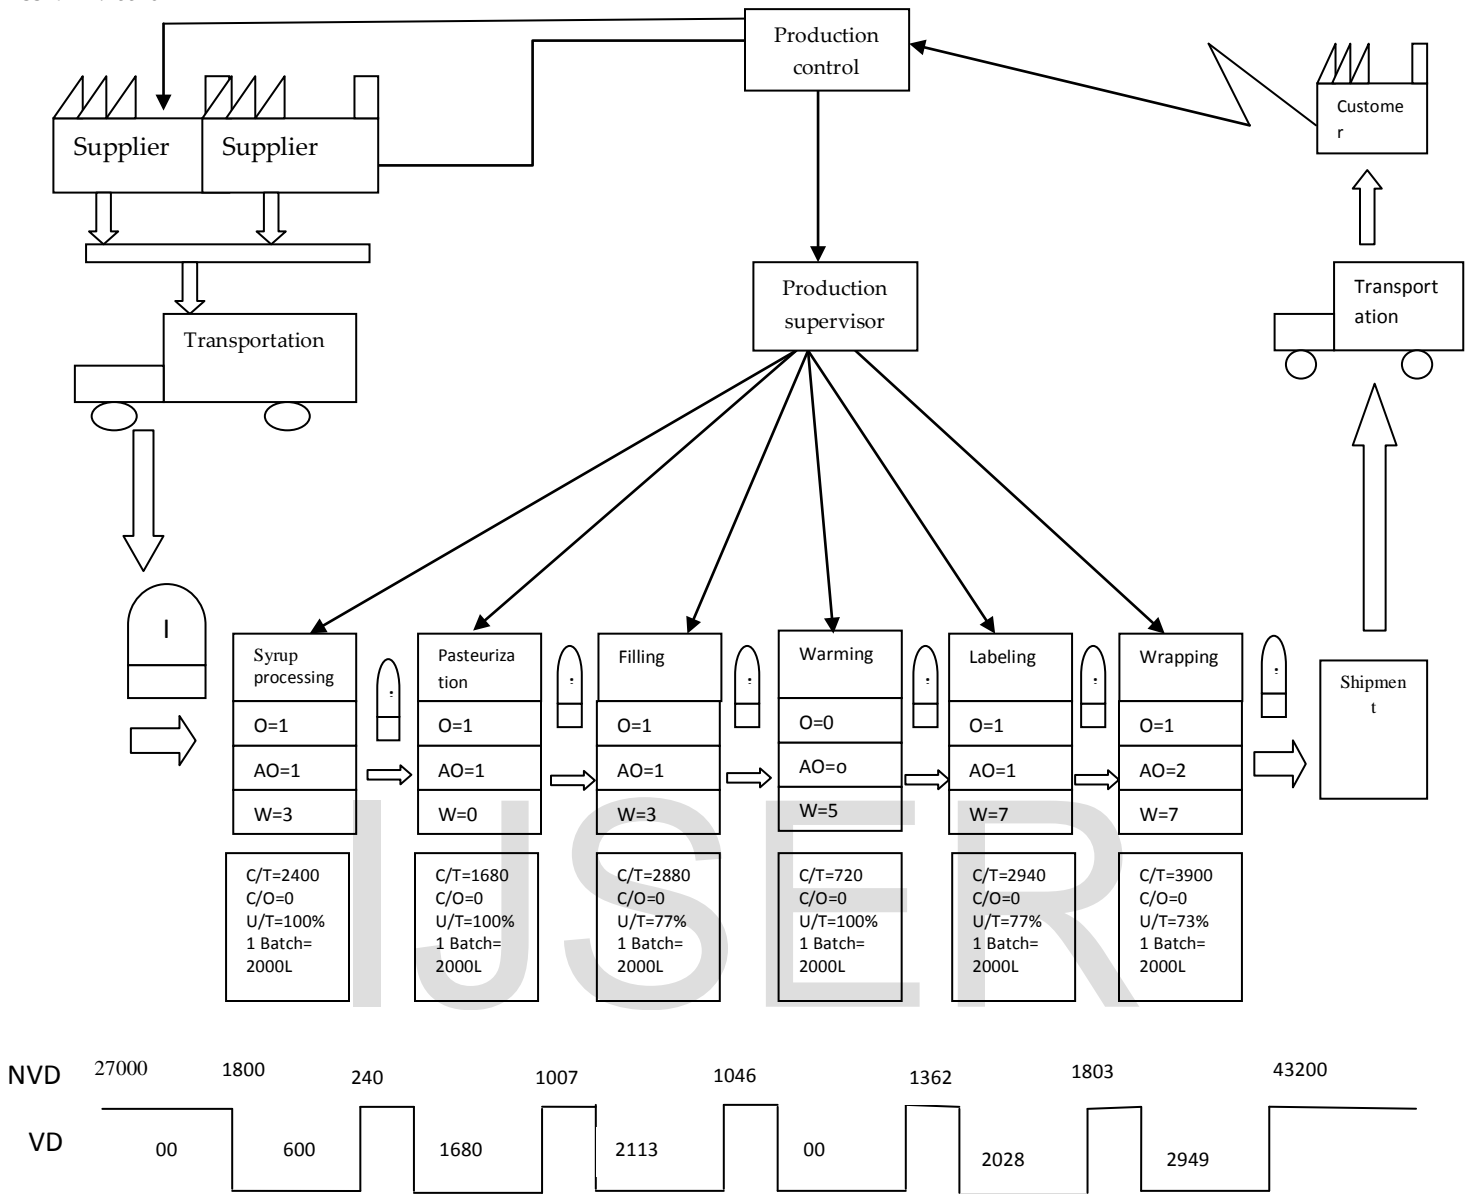 Production
control
Custome
r
Supplier
Supplier
Production
supervisor
Transport
ation
Transportation
I
Syrup
processing
O=1
AO=1
W=3
Pasteuriza
tion
O=1
AO=1
W=0
Filling
O=1
AO=1
W=3
Warming
O=0
AO=o
W=5
Labeling
O=1
AO=1
W=7
Wrapping
O=1
AO=2
W=7
Shipmen
t
C/T=2400
C/O=0
U/T=100%
1 Batch=
2000L
C/T=1680
C/O=0
U/T=100%
1 Batch=
2000L
C/T=2880
C/O=0
U/T=77%
1 Batch=
2000L
C/T=720
C/O=0
U/T=100%
1 Batch=
2000L
C/T=2940
C/O=0
U/T=77%
1 Batch=
2000L
C/T=3900
C/O=0
U/T=73%
1 Batch=
2000L
IJSER
NVD 27000 1800 240 1007 1046 1362 1803 43200
VD 00 600 1680 2113 00 2028 2949